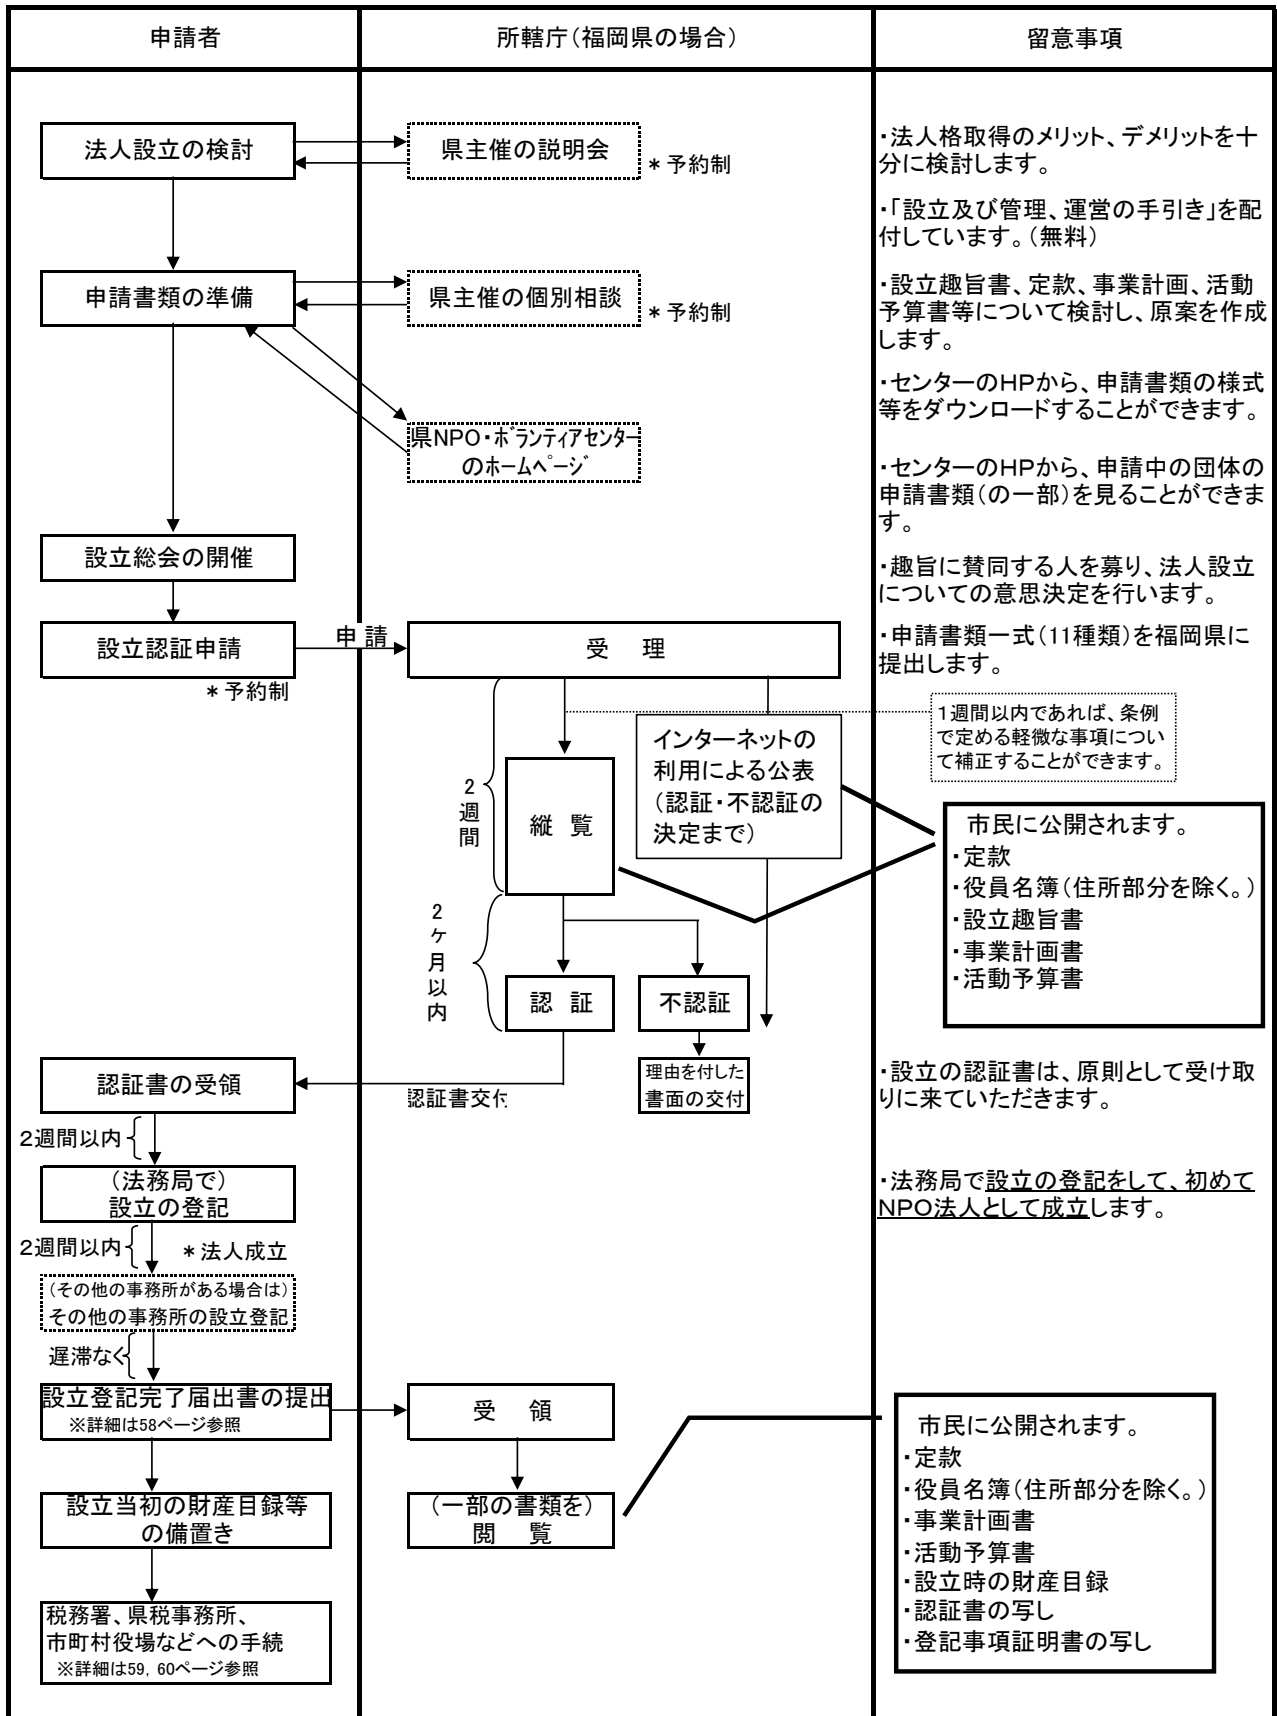 申請者
所轄庁（福岡県の場合）
留意事項
法人設立の検討
県主催の説明会
＊予約制
・法人格取得のメリット、デメリットを十
分に検討します。
・「設立及び管理、運営の手引き」を配
付しています。（無料）
申請書類の準備
県主催の個別相談
＊予約制
・設立趣旨書、定款、事業計画、活動
予算書等について検討し、原案を作成
します。
・センターのＨＰから、申請書類の様式
等をダウンロードすることができます。
県NPO・ボランティアセンター
のホームページ
・センターのＨＰから、申請中の団体の
申請書類（の一部）を見ることができま
す。
設立総会の開催
・趣旨に賛同する人を募り、法人設立
についての意思決定を行います。
設立認証申請
＊予約制
申 請
受　理
・申請書類一式（11種類）を福岡県に
提出します。
１週間以内であれば、条例
で定める軽微な事項につい
て補正することができます。
2
週
間
縦 覧
インターネットの
利用による公表
（認証・不認証の
決定まで）
市民に公開されます。
・定款
・役員名簿（住所部分を除く。）
・設立趣旨書
・事業計画書
・活動予算書
2
ケ
月
以
内
認 証
不認証
理由を付した
書面の交付
認証書の受領
認証書交付
・設立の認証書は、原則として受け取
りに来ていただきます。
２週間以内
（法務局で）
設立の登記
・法務局で設立の登記をして、初めて
ＮＰＯ法人として成立します。
２週間以内
＊法人成立
（その他の事務所がある場合は）
その他の事務所の設立登記
遅滞なく
設立登記完了届出書の提出
※詳細は58ページ参照
受　領
設立当初の財産目録等
の備置き
（一部の書類を）
閲　覧
市民に公開されます。
・定款
・役員名簿（住所部分を除く。）
・事業計画書
・活動予算書
・設立時の財産目録
・認証書の写し
・登記事項証明書の写し
税務署、県税事務所、
市町村役場などへの手続
※詳細は59，60ページ参照